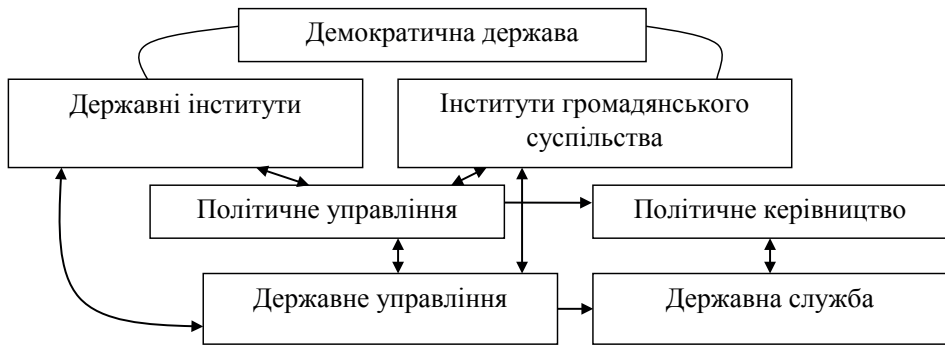 Демократична держава
Державні інститути
Інститути громадянського
суспільства
Політичне управління
Політичне керівництво
Державне управління
Державна служба